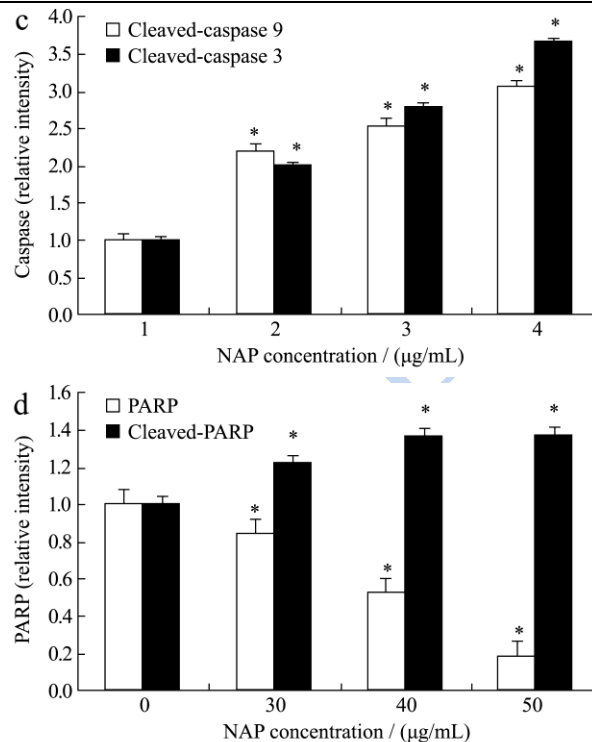 c
Caspase (relative intensity)
4.0
3.5
3.0
2.5
2.0
1.5
1.0
0.5
0.0
Cleaved-caspase 9
Cleaved-caspase 3
* * * * * *
1 2 3 4
NAP concentration / (μg/mL)
d
PARP (relative intensity)
1.6
1.4
1.2
1.0
0.8
0.6
0.4
0.2
0.0
PARP
Cleaved-PARP
* * * * * *
0 30 40 50
NAP concentration / (μg/mL)